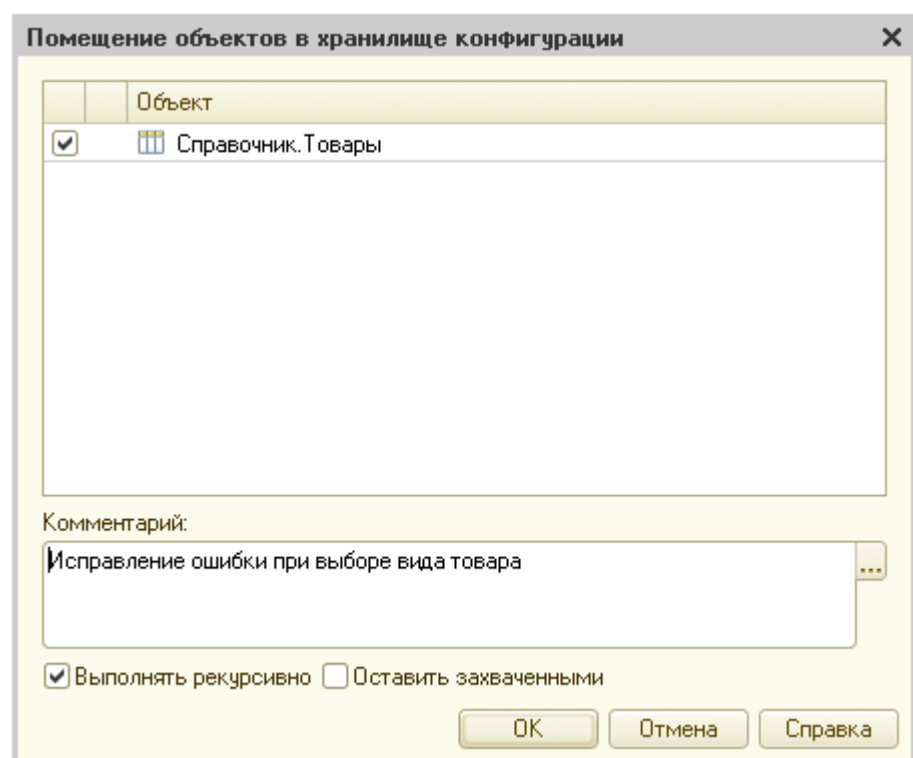 Помещение объектов в хранилище конфигурации
Объект
Справочник.Товары
Комментарий:
Исправление ошибки при выборе вида товара
...
Выполнять рекурсивно Оставить захваченными
OK Отмена Справка